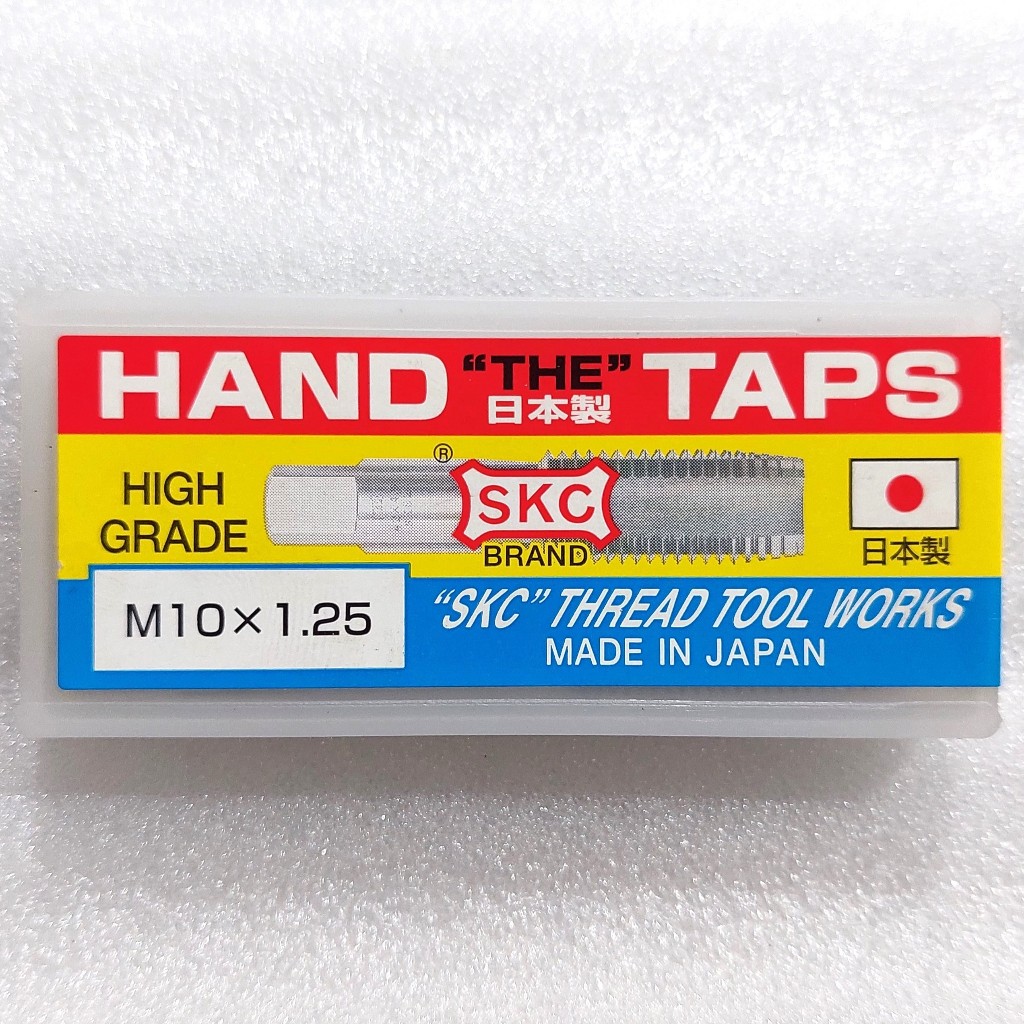 HAND “THE” TAPS
日本製
HIGH
GRADE
®
SKC
BRAND
日本製
M10×1.25
“SKC” THREAD TOOL WORKS
MADE IN JAPAN